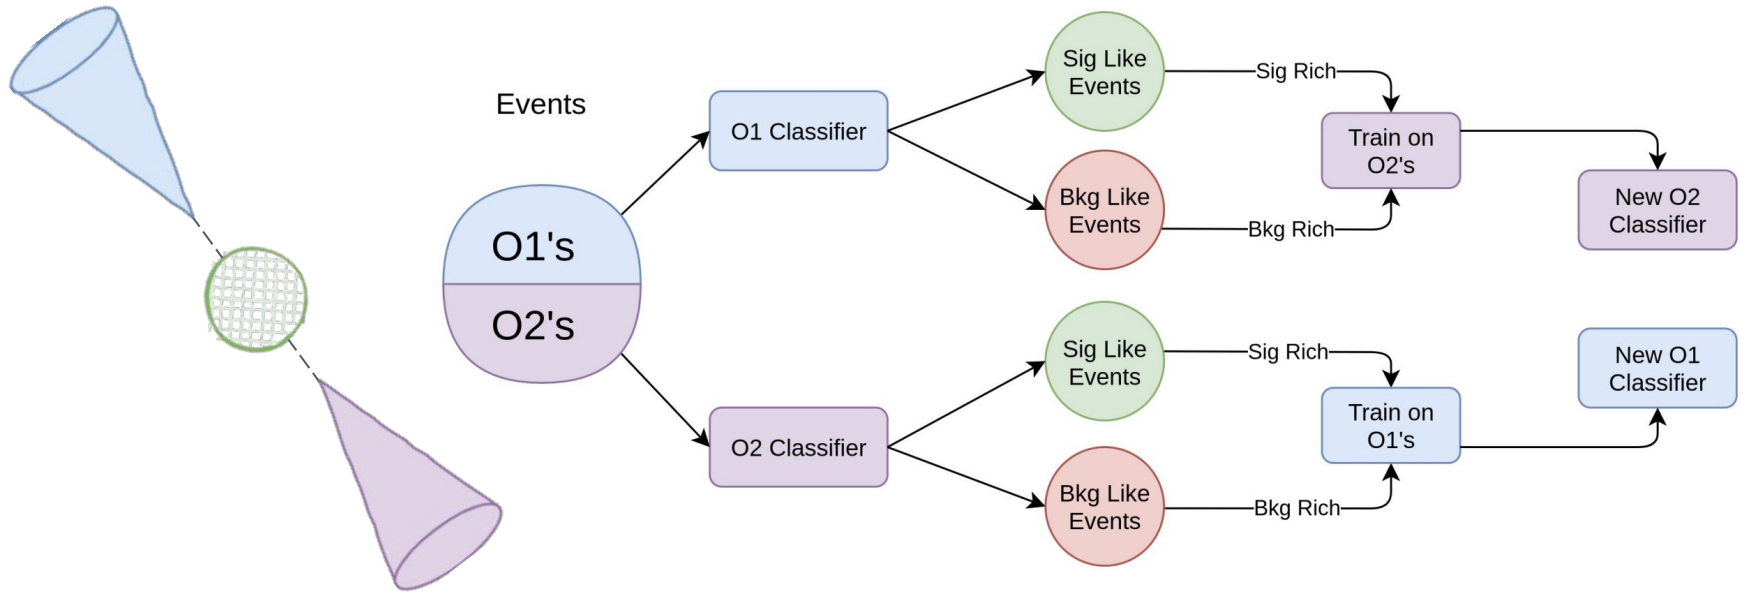 Events
O1's
O2's
O1 Classifier
Sig Like
Events
Bkg Like
Events
Sig Rich
Bkg Rich
Train on
O2's
New O2
Classifier
O2 Classifier
Sig Like
Events
Bkg Like
Events
Sig Rich
Bkg Rich
Train on
O1's
New O1
Classifier